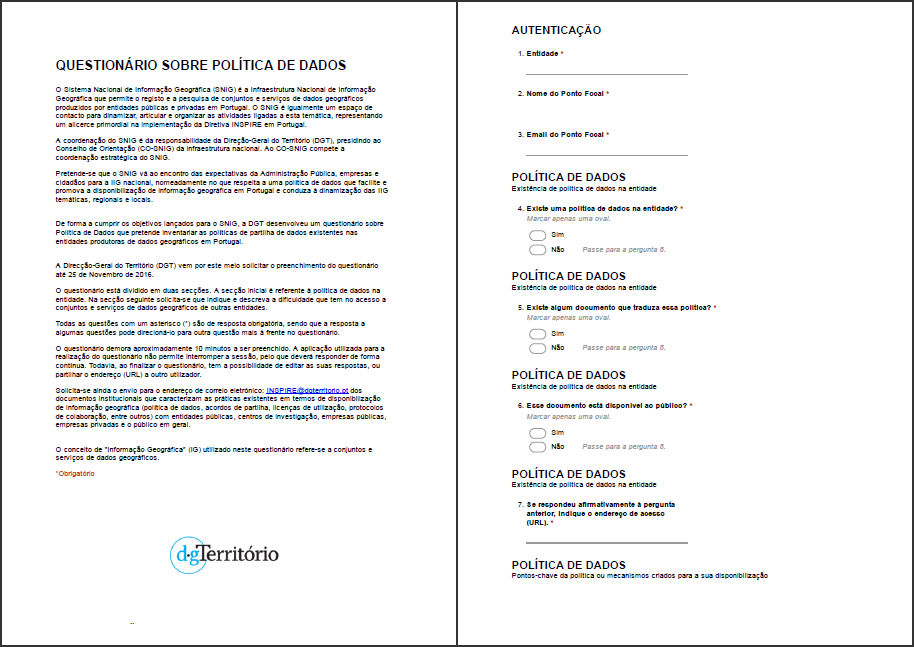 QUESTIONÁRIO SOBRE POLÍTICA DE DADOS
O Sistema Nacional de Informação Geográfica (SNIG) é a Infraestrutura Nacional de Informação
Geográfica que permite o registo e a pesquisa de conjuntos e serviços de dados geográficos
produzidos por entidades públicas e privadas em Portugal. O SNIG é igualmente um espaço de
contacto para dinamizar, articular e organizar as atividades ligadas a esta temática, representando
um alicerce primordial na implementação da Diretiva INSPIRE em Portugal.
A coordenação do SNIG é da responsabilidade da Direção-Geral do Território (DGT), presidindo ao
Conselho de Orientação (CO-SNIG) da infraestrutura nacional. Ao CO-SNIG compete a
coordenação estratégica do SNIG.
Pretende-se que o SNIG vá ao encontro das expectativas da Administração Pública, empresas e
cidadãos para a IIG nacional, nomeadamente no que respeita a uma política de dados que facilite e
promova a disponibilização de informação geográfica em Portugal e conduza à dinamização das IIG
temáticas, regionais e locais.
De forma a cumprir os objetivos lançados para o SNIG, a DGT desenvolveu um questionário sobre
Política de Dados que pretende inventariar as políticas de partilha de dados existentes nas
entidades produtoras de dados geográficos em Portugal.
A Direcção-Geral do Território (DGT) vem por este meio solicitar o preenchimento do questionário
até 25 de Novembro de 2016.
O questionário está dividido em duas secções. A secção inicial é referente à política de dados na
entidade. Na secção seguinte solicita-se que indique e descreva a dificuldade que tem no acesso a
conjuntos e serviços de dados geográficos de outras entidades.
Todas as questões com um asterisco (*) são de resposta obrigatória, sendo que a resposta a
algumas questões pode direcioná-lo para outra questão mais à frente no questionário.
O questionário demora aproximadamente 10 minutos a ser preenchido. A aplicação utilizada para a
realização do questionário não permite interromper a sessão, pelo que deverá responder de forma
contínua. Todavia, ao finalizar o questionário, tem a possibilidade de editar as suas respostas, ou
partilhar o endereço (URL) a outro utilizador.
Solicita-se ainda o envio para o endereço de correio eletrónico: INSPIRE@dgterritorio.pt dos
documentos institucionais que caracterizam as práticas existentes em termos de disponibilização
de informação geográfica (política de dados, acordos de partilha, licenças de utilização, protocolos
de colaboração, entre outros) com entidades públicas, centros de investigação, empresas públicas,
empresas privadas e o público em geral.
O conceito de "Informação Geográfica" (IG) utilizado neste questionário refere-se a conjuntos e
serviços de dados geográficos.
*Obrigatório
d•gTerritório
AUTENTICAÇÃO
1. Entidade *
2. Nome do Ponto Focal *
3. Email do Ponto Focal *
POLÍTICA DE DADOS
Existência de política de dados na entidade
4. Existe uma política de dados na entidade? *
Marcar apenas uma oval.
Sim
Não Passe para a pergunta 8.
POLÍTICA DE DADOS
Existência de política de dados na entidade
5. Existe algum documento que traduza essa política? *
Marcar apenas uma oval.
Sim
Não Passe para a pergunta 8.
POLÍTICA DE DADOS
Existência de política de dados na entidade
6. Esse documento está disponível ao público? *
Marcar apenas uma oval.
Sim
Não Passe para a pergunta 8.
POLÍTICA DE DADOS
Existência de política de dados na entidade
7. Se respondeu afirmativamente à pergunta
anterior, indique o endereço de acesso
(URL). *
POLÍTICA DE DADOS
Pontos-chave da política ou mecanismos criados para a sua disponibilização